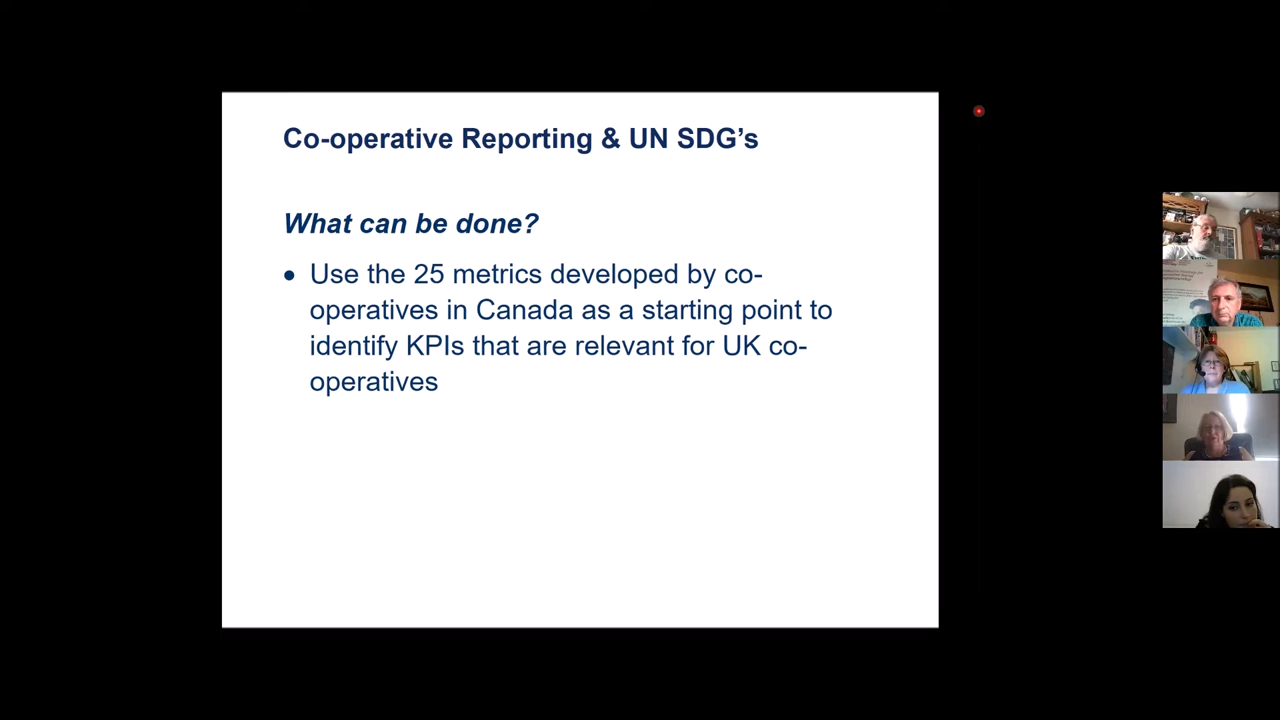 Co-operative Reporting & UN SDG's
What can be done?
• Use the 25 metrics developed by co-
operatives in Canada as a starting point to
identify KPIs that are relevant for UK co-
operatives